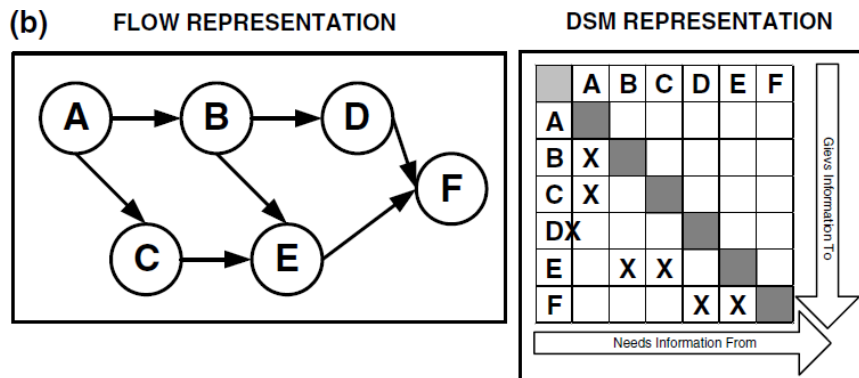 (b) FLOW REPRESENTATION
DSM REPRESENTATION
A B D
F
C E
A B C D E F
A
B X
C X
DX
E X X
F X X
Gievs Information To
Needs Information From